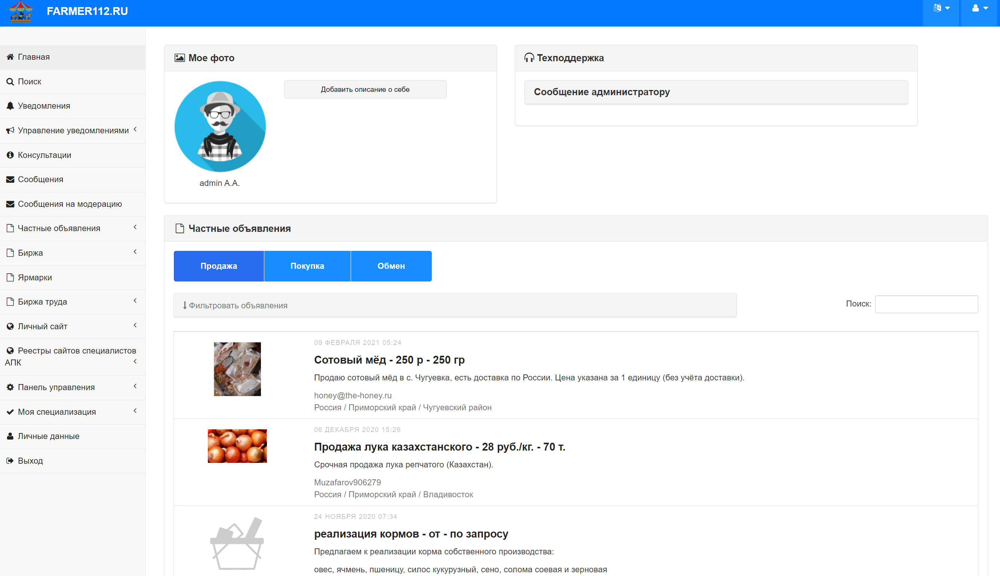 FARMER112.RU
Главная
Поиск
Уведомления
Управление уведомлениями
Консультации
Сообщения
Сообщения на модерацию
Частные объявления
Биржа
Ярмарки
Биржа труда
Личный сайт
Реестры сайтов специалистов
АПК
Панель управления
Моя специализация
Личные данные
Выход
Мое фото
Добавить описание о себе
admin A.A.
Техподдержка
Сообщение администратору
Частные объявления
Продажа
Покупка
Обмен
Фильтровать объявления
Поиск:
09 ФЕВРАЛЯ 2021 05:24
Сотовый мёд - 250 р - 250 гр
Продаю сотовый мёд в с. Чугуевка, есть доставка по России. Цена указана за 1 единицу (без учёта доставки).
honey@the-honey.ru
Россия / Приморский край / Чугуевский район
06 ДЕКАБРЯ 2020 15:26
Продажа лука казахстанского - 28 руб./кг. - 70 т.
Срочная продажа лука репчатого (Казахстан).
Muzafarov906279
Россия / Приморский край / Владивосток
24 НОЯБРЯ 2020 07:34
реализация кормов - от - по запросу
Предлагаем к реализации корма собственного производства:
овес, ячмень, пшеницу, силос кукурузный, сено, солома соевая и зерновая